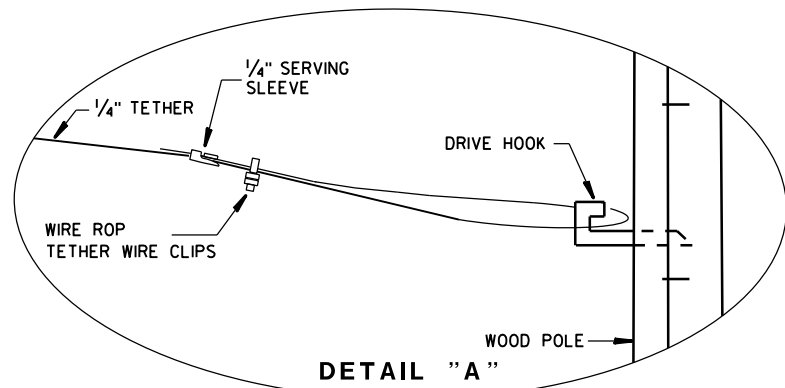 1/4" SERVING
SLEEVE
1/4" TETHER
DRIVE HOOK
WIRE ROP
TETHER WIRE CLIPS
WOOD POLE
DETAIL "A"